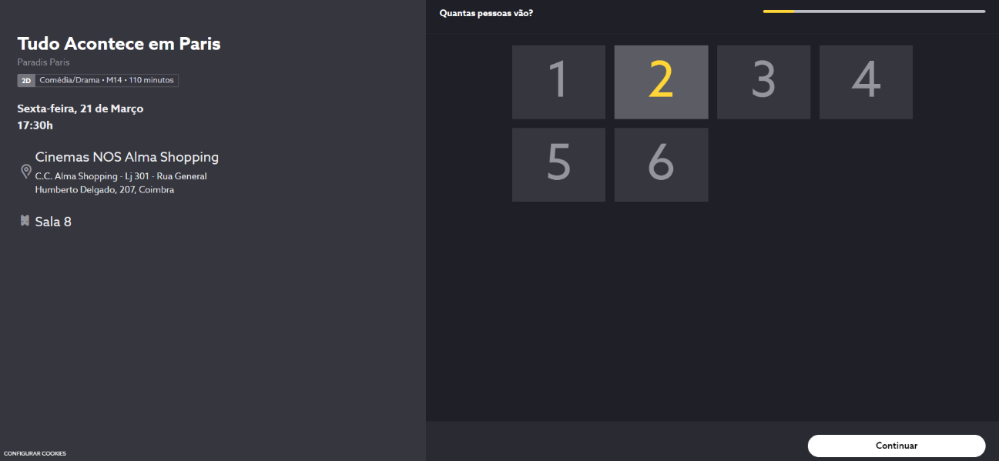 Tudo Acontece em Paris
Paradis Paris
2D Comédia/Drama • M14 • 110 minutos
Sexta-feira, 21 de Março
17:30h
Cinemas NOS Alma Shopping
C.C. Alma Shopping - Lj 301 - Rua General
Humberto Delgado, 207, Coimbra
Sala 8
CONFIGURAR COOKIES
Quantas pessoas vão?
1 2 3 4
5 6
Continuar